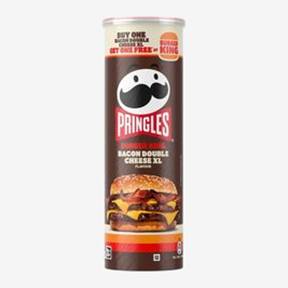 BUY ONE
BACON DOUBLE
CHEESE XL
GET ONE FREE AT
BURGER
KING
PRINGLES
BURGER KING
BACON DOUBLE
CHEESE XL
FLAVOUR